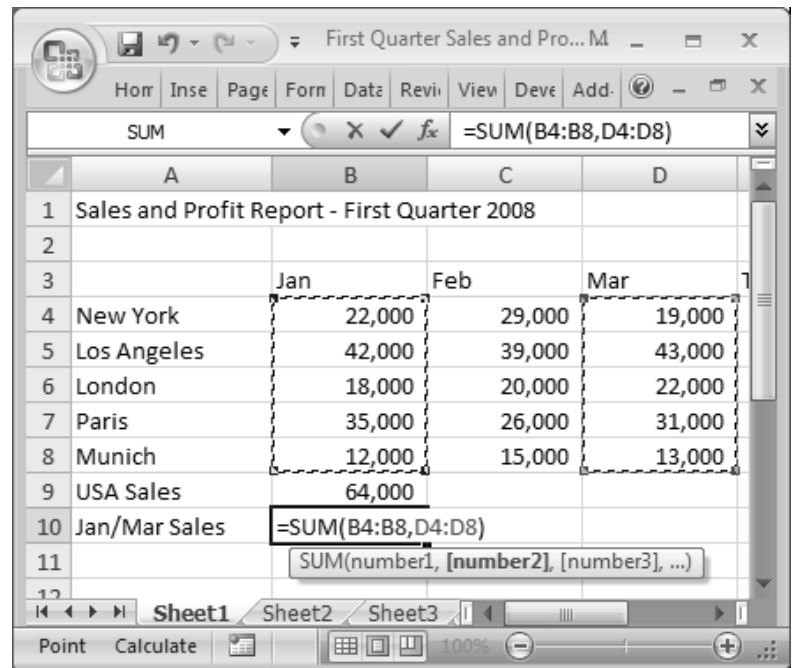 First Quarter Sales and Pro... M
Hom Inse Page Form Data Revi View Deve Add-
SUM fx =SUM(B4:B8,D4:D8)
A B C D
1 Sales and Profit Report - First Quarter 2008
2
3 Jan Feb Mar T
4 New York 22,000 29,000 19,000
5 Los Angeles 42,000 39,000 43,000
6 London 18,000 20,000 22,000
7 Paris 35,000 26,000 31,000
8 Munich 12,000 15,000 13,000
9 USA Sales 64,000
10 Jan/Mar Sales =SUM(B4:B8,D4:D8)
11 SUM(number1, [number2], [number3], ...)
12
Sheet1 Sheet2 Sheet3
Point Calculate 100%